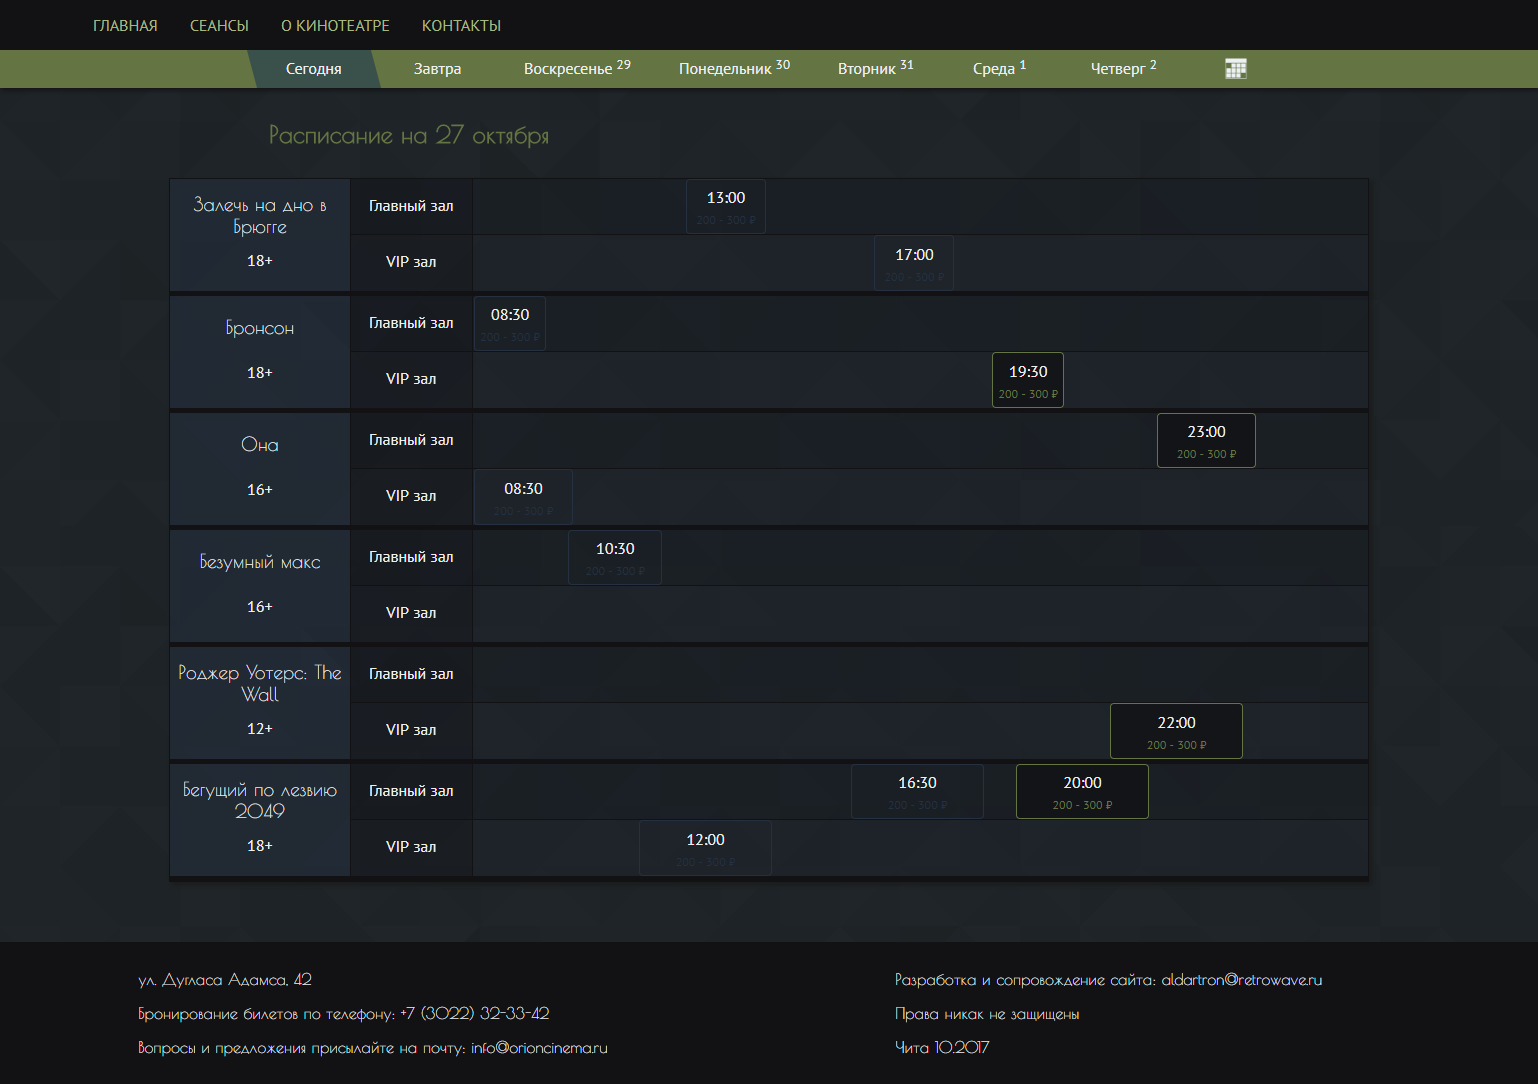 ГЛАВНАЯ СЕАНСЫ О КИНОТЕАТРЕ КОНТАКТЫ
Сегодня Завтра Воскресенье 29 Понедельник 30 Вторник 31 Среда 1 Четверг 2
Расписание на 27 октября
Залечь на дно в
Брюгге
18+
Главный зал
13:00
200 - 300 ₽
VIP зал
17:00
200 - 300 ₽
Бронсон
18+
Главный зал
08:30
200 - 300 ₽
VIP зал
19:30
200 - 300 ₽
Она
16+
Главный зал
23:00
200 - 300 ₽
VIP зал
08:30
200 - 300 ₽
Безумный макс
16+
Главный зал
10:30
200 - 300 ₽
VIP зал
Роджер Уотерс: The
Wall
12+
Главный зал
VIP зал
22:00
200 - 300 ₽
Бегущий по лезвию
2049
18+
Главный зал
16:30
200 - 300 ₽
20:00
200 - 300 ₽
VIP зал
12:00
200 - 300 ₽
ул. Дугласа Адамса, 42
Бронирование билетов по телефону: +7 (3022) 32-33-42
Вопросы и предложения присылайте на почту: info@orioncinema.ru
Разработка и сопровождение сайта: aldartron@retrowave.ru
Права никак не защищены
Чита 10.2017